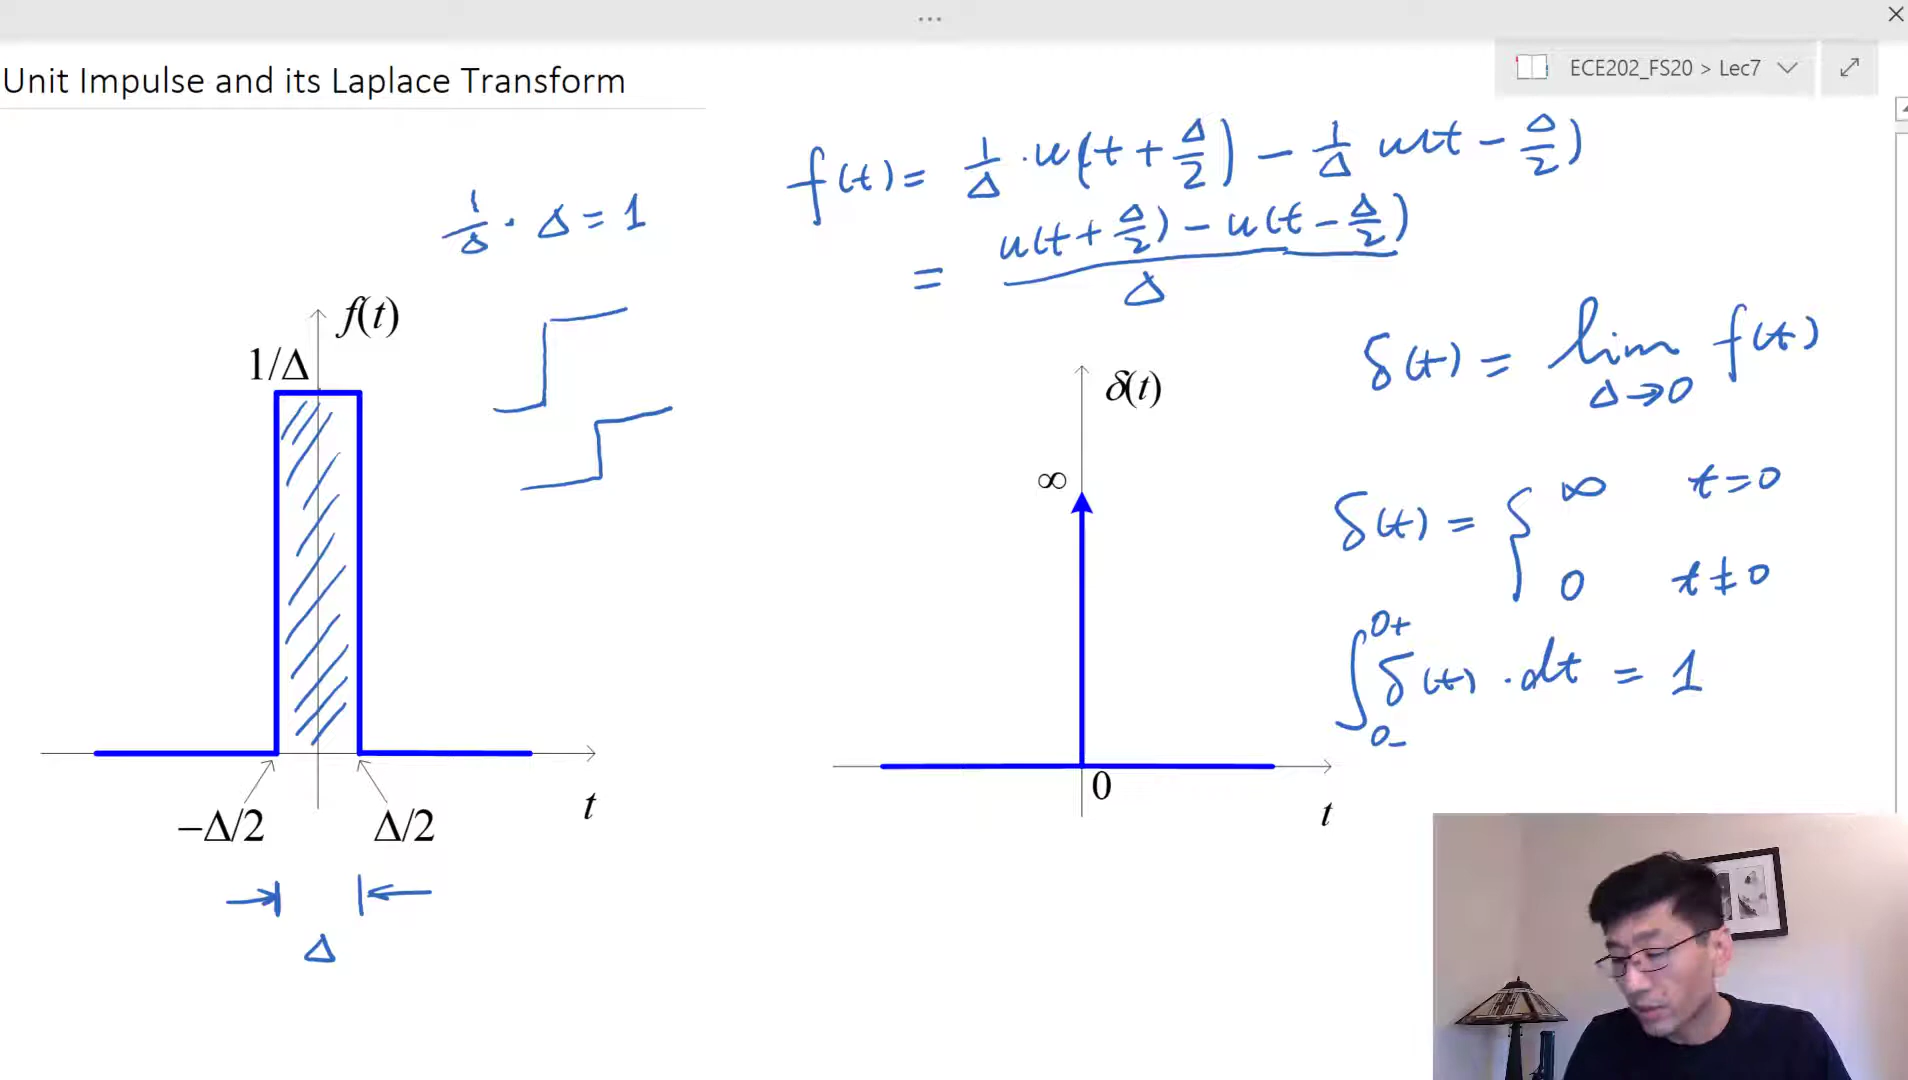 ...
Unit Impulse and its Laplace Transform
ECE202_FS20 > Lec7
f(t) = 1/Δ · u(t + Δ/2) − 1/Δ u(t − Δ/2)
1/Δ · Δ = 1
= (u(t + Δ/2) − u(t − Δ/2))/Δ
f(t)
1/Δ
δ(t) = lim Δ→0 f(t)
δ(t)
∞
δ(t) = { ∞ t=0
0 t≠0
∫ 0- 0+ δ(t) · dt = 1
0
t
t
−Δ/2
Δ/2
Δ